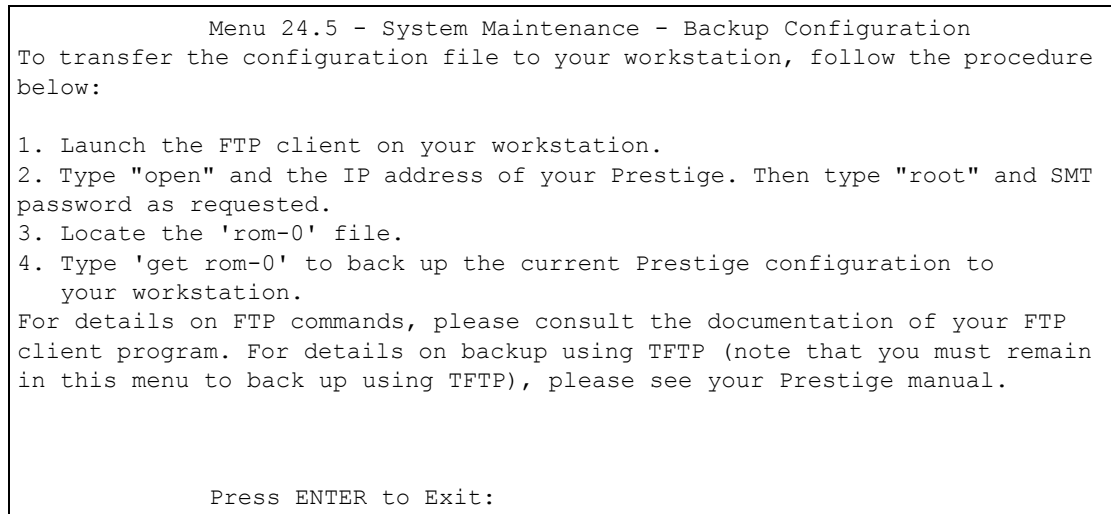 Menu 24.5 - System Maintenance - Backup Configuration
To transfer the configuration file to your workstation, follow the procedure
below:
1. Launch the FTP client on your workstation.
2. Type "open" and the IP address of your Prestige. Then type "root" and SMT
password as requested.
3. Locate the 'rom-0' file.
4. Type 'get rom-0' to back up the current Prestige configuration to
your workstation.
For details on FTP commands, please consult the documentation of your FTP
client program. For details on backup using TFTP (note that you must remain
in this menu to back up using TFTP), please see your Prestige manual.
Press ENTER to Exit: